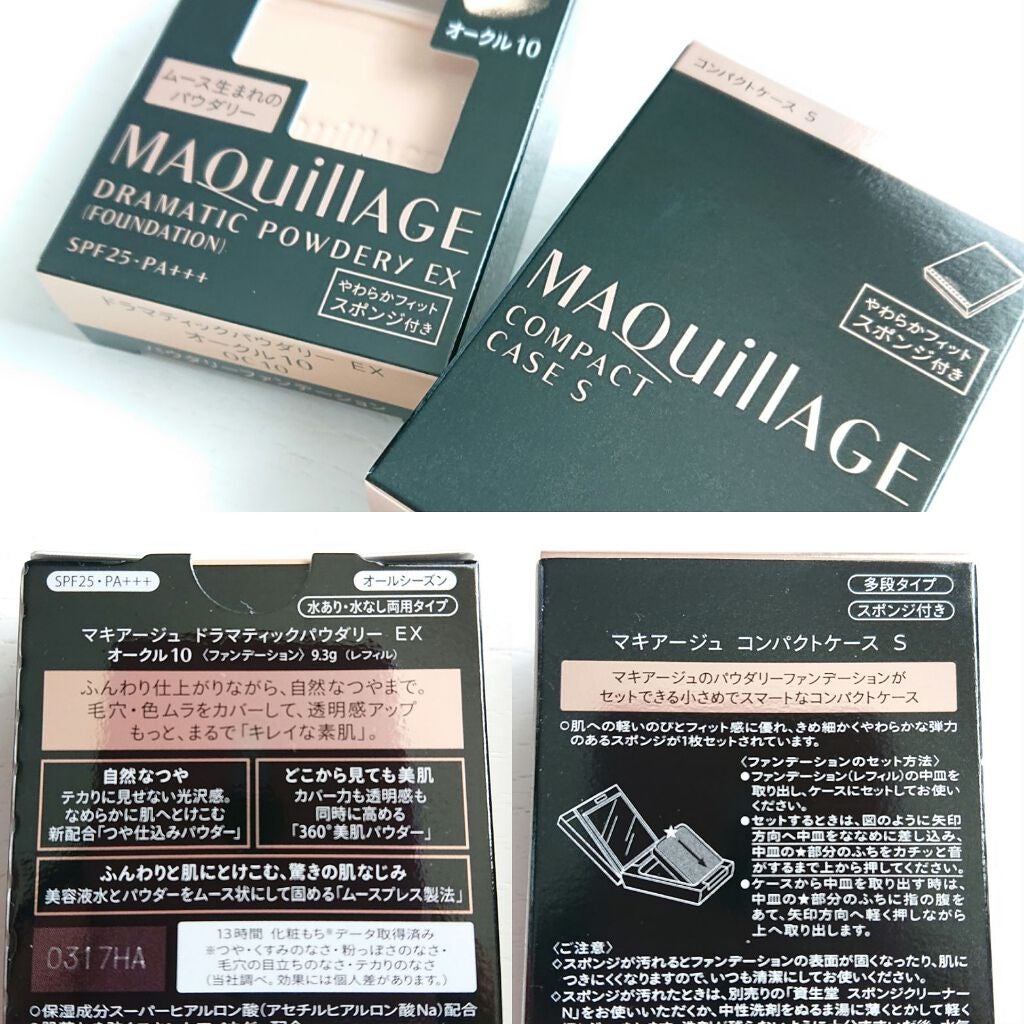 オークル10
ムース生まれの
パウダリー
MAQuillAGE
DRAMATIC POWDERY EX
(FOUNDATION)
SPF25・PA+++
やわらかフィット
スポンジ付き
ドラマティックパウダリー EX
オークル10
OC10
パウダリーファンデーション
コンパクトケース S
MAQuillAGE
COMPACT
CASE S
やわらかフィット
スポンジ付き
SPF25・PA+++
オールシーズン
水あり・水なし両用タイプ
マキアージュ ドラマティックパウダリー EX
オークル10 〈ファンデーション〉 9.3g (レフィル)
ふんわり仕上がりながら、自然なつやまで。
毛穴・色ムラをカバーして、透明感アップ
もっと、まるで「キレイな素肌」。
自然なつや
テカリに見せない光沢感。
なめらかに肌へとけこむ
新配合「つや仕込みパウダー」
どこから見ても美肌
カバー力も透明感も
同時に高める
「360°美肌パウダー」
ふんわりと肌にとけこむ、驚きの肌なじみ
美容液水とパウダーをムース状にして固める「ムースプレス製法」
0317HA
13時間 化粧もち※データ取得済み
※つや・くすみのなさ・粉っぽさのなさ・
毛穴の目立ちのなさ・テカリのなさ
(当社調べ。効果には個人差があります。)
○保湿成分スーパーヒアルロン酸(アセチルヒアルロン酸Na)配合
多段タイプ
スポンジ付き
マキアージュ コンパクトケース S
マキアージュのパウダリーファンデーションが
セットできる小さめでスマートなコンパクトケース
○肌への軽いのびとフィット感に優れ、きめ細かくやわらかな弾力
のあるスポンジが1枚セットされています。
〈ファンデーションのセット方法〉
●ファンデーション(レフィル)の中皿を
取り出し、ケースにセットしてお使い
ください。
●セットするときは、図のように矢印
方向へ中皿をななめに差し込み、
中皿の★部分のふちをカチッと音
がするまで上から押してください。
●ケースから中皿を取り出す時は、
中皿の★部分のふちに指の腹を
あて、矢印方向へ軽く押しながら
上へ取り出します。
〈ご注意〉
◇スポンジが汚れるとファンデーションの表面が固くなったり、肌に
つきにくくなりますので、いつも清潔にしてお使いください。
◇スポンジが汚れたときは、別売りの「資生堂 スポンジクリーナー
N」をお使いいただくか、中性洗剤をぬるま湯に薄くとかして軽く